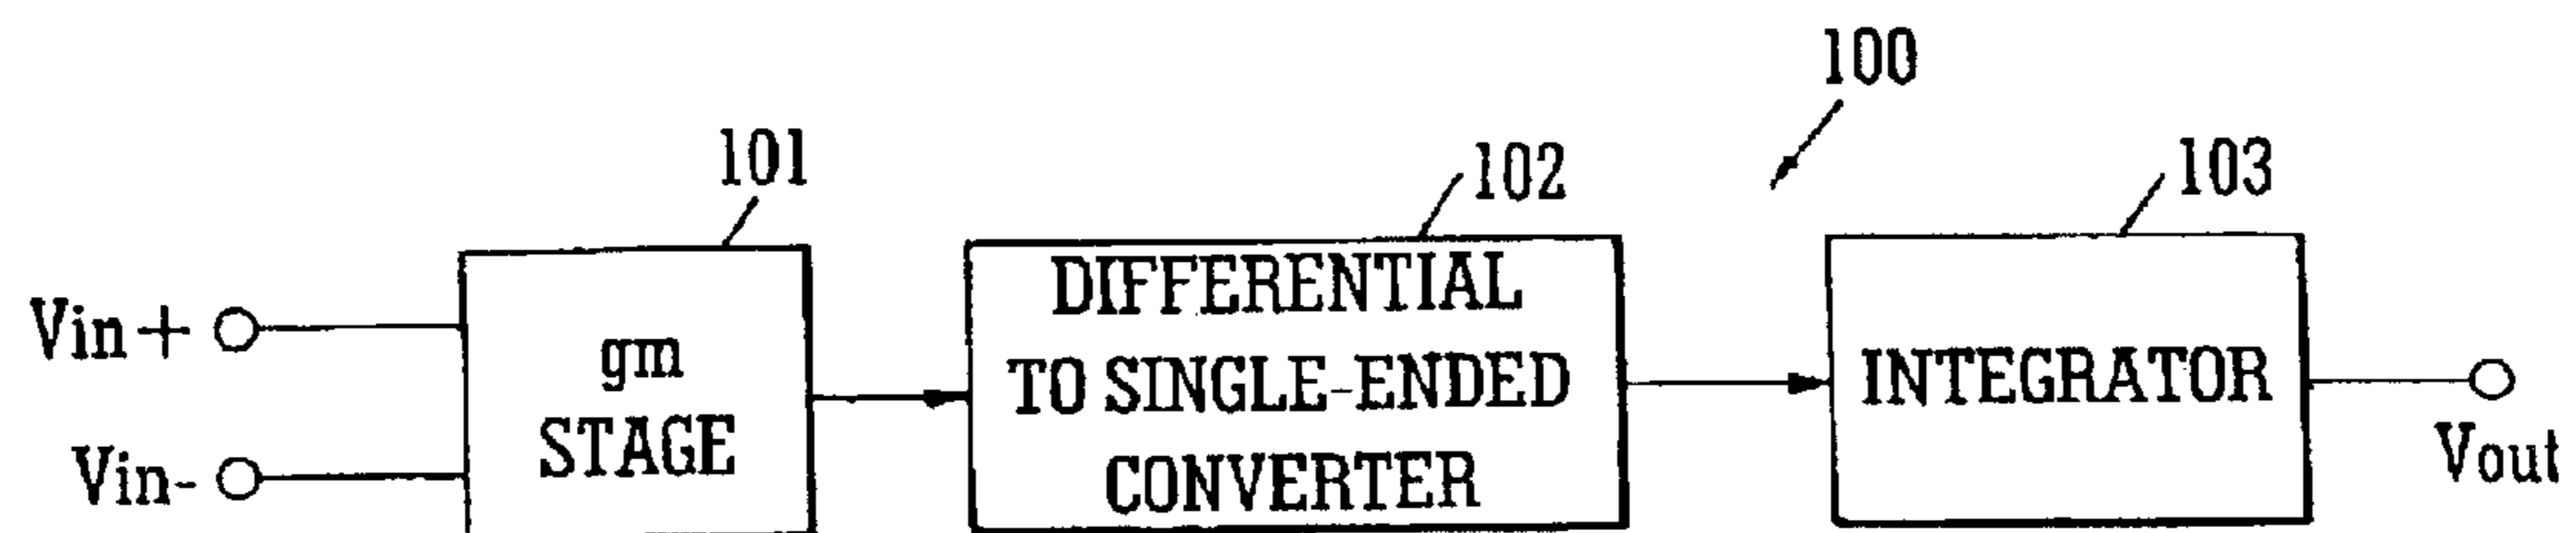 100
101
102
103
Vin+
Vin-
gm
STAGE
DIFFERENTIAL
TO SINGLE-ENDED
CONVERTER
INTEGRATOR
Vout